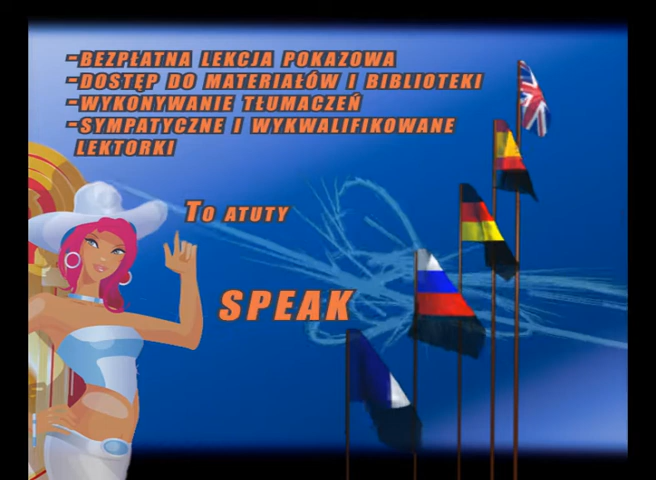 -BEZPŁATNA LEKCJA POKAZOWA
-DOSTĘP DO MATERIAŁÓW I BIBLIOTEKI
-WYKONYWANIE TŁUMACZEŃ
-SYMPATYCZNE I WYKWALIFIKOWANE
LEKTORKI
TO ATUTY
SPEAK